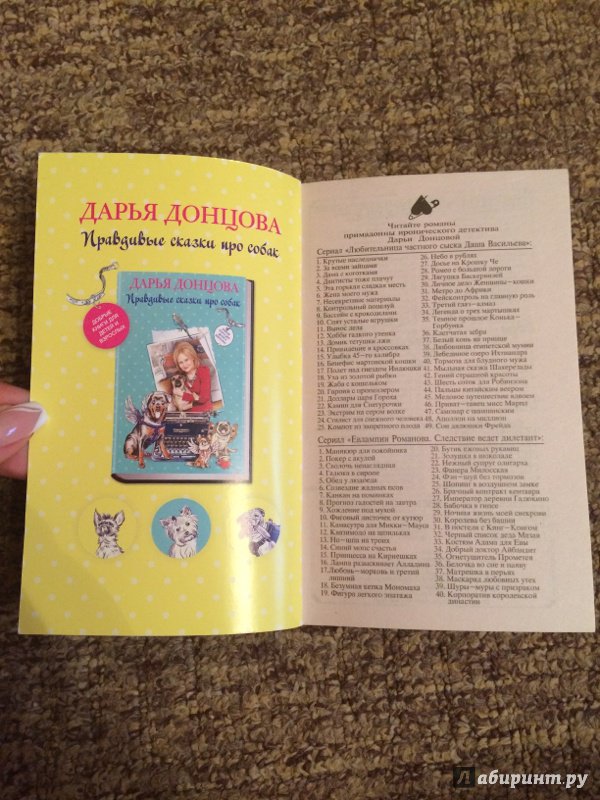 ДАРЬЯ ДОНЦОВА
Правдивые сказки про собак
ДОБРЫЕ
КНИГИ ДЛЯ
ДЕТЕЙ И
ВЗРОСЛЫХ
ДАРЬЯ ДОНЦОВА
Правдивые сказки про собак
Читайте романы
примадонны иронического детектива
Дарьи Донцовой
Сериал «Любительница частного сыска Даша Васильева»:
1. Крутые наследнички
2. За всеми зайцами
3. Дама с коготками
4. Дантисты тоже плачут
5. Эта горькая сладкая месть
6. Жена моего мужа
7. Несекретные материалы
8. Контрольный поцелуй
9. Бассейн с крокодилами
10. Спят усталые игрушки
11. Вынос дела
12. Хобби гадкого утенка
13. Домик тетушки лжи
14. Привидение в кроссовках
15. Улыбка 45-го калибра
16. Бенефис мартовской кошки
17. Полет над гнездом Индюшки
18. Уха из золотой рыбки
19. Жаба с кошельком
20. Гарпия с пропеллером
21. Доллары царя Гороха
22. Камин для Снегурочки
23. Экстрим на сером волке
24. Стилист для снежного человека
25. Компот из запретного плода
26. Небо в рублях
27. Досье на Крошку Че
28. Ромео с большой дороги
29. Лягушка Баскервилей
30. Личное дело Женщины-кошки
31. Метро до Африки
32. Фейсконтроль на главную роль
33. Третий глаз-алмаз
34. Легенда о трех мартышках
35. Темное прошлое Конька-
Горбунка
36. Клетчатая зебра
37. Белый конь на принце
38. Любовница египетской мумии
39. Лебединое озеро Ихтиандра
40. Тормоза для блудного мужа
41. Мыльная сказка Шахерезады
42. Гений страшной красоты
43. Шесть соток для Робинзона
44. Пальцы китайским веером
45. Медовое путешествие втроем
46. Приват-танец мисс Марпл
47. Самовар с шампанским
48. Аполлон на миллион
49. Сон дядюшки Фрейда
Сериал «Евлампия Романова. Следствие ведет дилетант»:
1. Маникюр для покойника
2. Покер с акулой
3. Сволочь ненаглядная
4. Гадюка в сиропе
5. Обед у людоеда
6. Созвездие жадных псов
7. Канкан на поминках
8. Прогноз гадостей на завтра
9. Хождение под мухой
10. Фиговый листочек от кутюр
11. Камасутра для Микки-Мауса
12. Квазимодо на шпильках
13. Но-шпа на троих
14. Синий мопс счастья
15. Принцесса на Кириешках
16. Лампа разыскивает Алладина
17. Любовь-морковь и третий
лишний
18. Безумная кепка Мономаха
19. Фигура легкого эпатажа
20. Бутик ежовых рукавиц
21. Золушка в шоколаде
22. Нежный супруг олигарха
23. Фанера Милосская
24. Фэн-шуй без тормозов
25. Шопинг в воздушном замке
26. Брачный контракт кентавра
27. Император деревни Гадюкино
28. Бабочка в гипсе
29. Ночная жизнь моей свекрови
30. Королева без башни
31. В постели с Кинг-Конгом
32. Черный список деда Мазая
33. Костюм Адама для Евы
34. Добрый доктор Айбандит
35. Огнетушитель Прометея
36. Белочка во сне и наяву
37. Матрешка в перьях
38. Маскарад любовных утех
39. Шуры-муры с призраком
40. Корпоратив королевской
династии
Лабиринт.ру